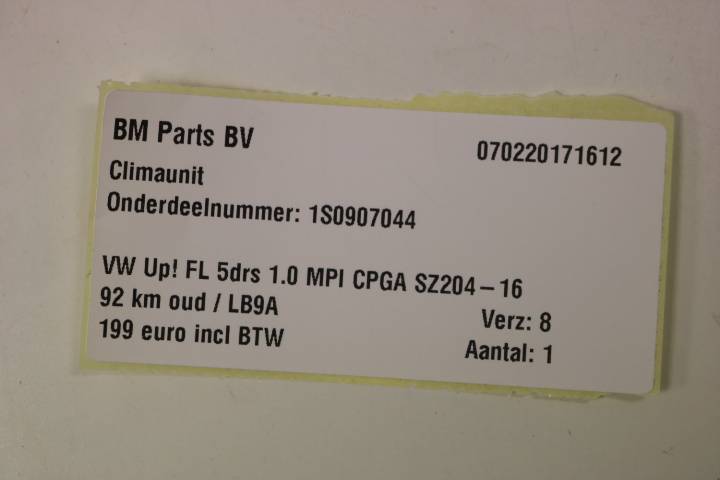 BM Parts BV
070220171612
Climaunit
Onderdeelnummer: 1S0907044
VW Up! FL 5drs 1.0 MPI CPGA SZ204-16
92 km oud / LB9A
Verz: 8
199 euro incl BTW
Aantal: 1